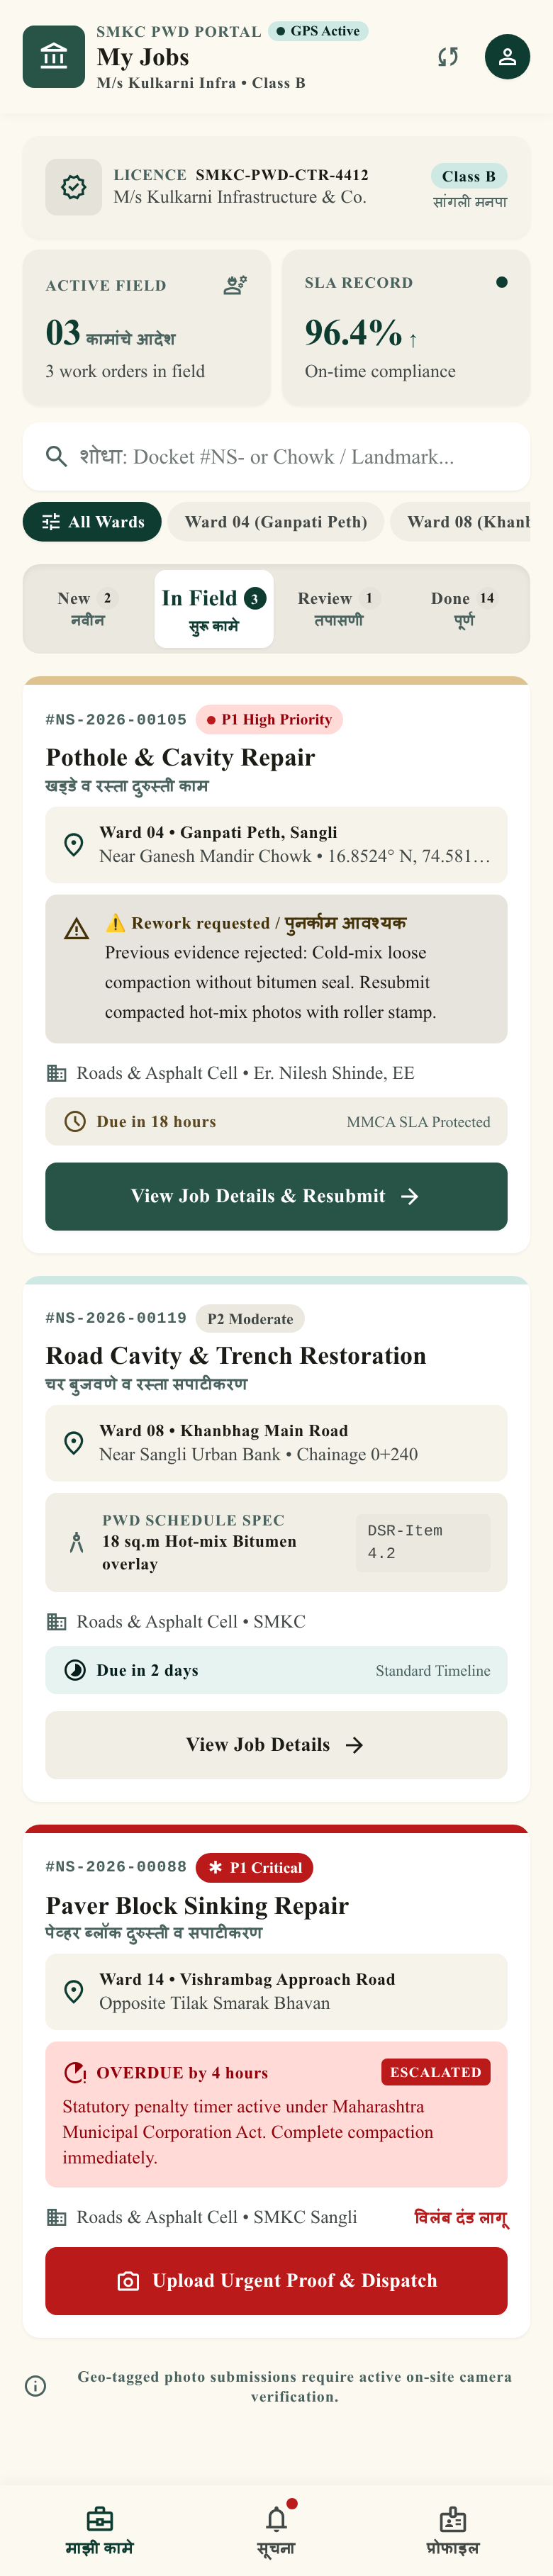 SMKC PWD PORTAL ● GPS Active
My Jobs
M/s Kulkarni Infra • Class B
LICENCE SMKC-PWD-CTR-4412
M/s Kulkarni Infrastructure & Co.
Class B
सांगली मनपा
ACTIVE FIELD
03 कामांचे आदेश
3 work orders in field
SLA RECORD
96.4% ↑
On-time compliance
शोधा: Docket #NS- or Chowk / Landmark...
All Wards
Ward 04 (Ganpati Peth)
Ward 08 (Khanb
New 2
नवीन
In Field 3
सुरू कामे
Review 1
तपासणी
Done 14
पूर्ण
#NS-2026-00105 ● P1 High Priority
Pothole & Cavity Repair
खड्डे व रस्ता दुरुस्ती काम
Ward 04 • Ganpati Peth, Sangli
Near Ganesh Mandir Chowk • 16.8524° N, 74.581…
⚠️ Rework requested / पुनर्काम आवश्यक
Previous evidence rejected: Cold-mix loose
compaction without bitumen seal. Resubmit
compacted hot-mix photos with roller stamp.
Roads & Asphalt Cell • Er. Nilesh Shinde, EE
Due in 18 hours
MMCA SLA Protected
View Job Details & Resubmit →
#NS-2026-00119 P2 Moderate
Road Cavity & Trench Restoration
चर बुजवणे व रस्ता सपाटीकरण
Ward 08 • Khanbhag Main Road
Near Sangli Urban Bank • Chainage 0+240
PWD SCHEDULE SPEC
18 sq.m Hot-mix Bitumen
overlay
DSR-Item
4.2
Roads & Asphalt Cell • SMKC
Due in 2 days
Standard Timeline
View Job Details →
#NS-2026-00088 P1 Critical
Paver Block Sinking Repair
पेव्हर ब्लॉक दुरुस्ती व सपाटीकरण
Ward 14 • Vishrambag Approach Road
Opposite Tilak Smarak Bhavan
OVERDUE by 4 hours
ESCALATED
Statutory penalty timer active under Maharashtra
Municipal Corporation Act. Complete compaction
immediately.
Roads & Asphalt Cell • SMKC Sangli
विलंब दंड लागू
Upload Urgent Proof & Dispatch
Geo-tagged photo submissions require active on-site camera
verification.
माझी कामे
सूचना
प्रोफाइल